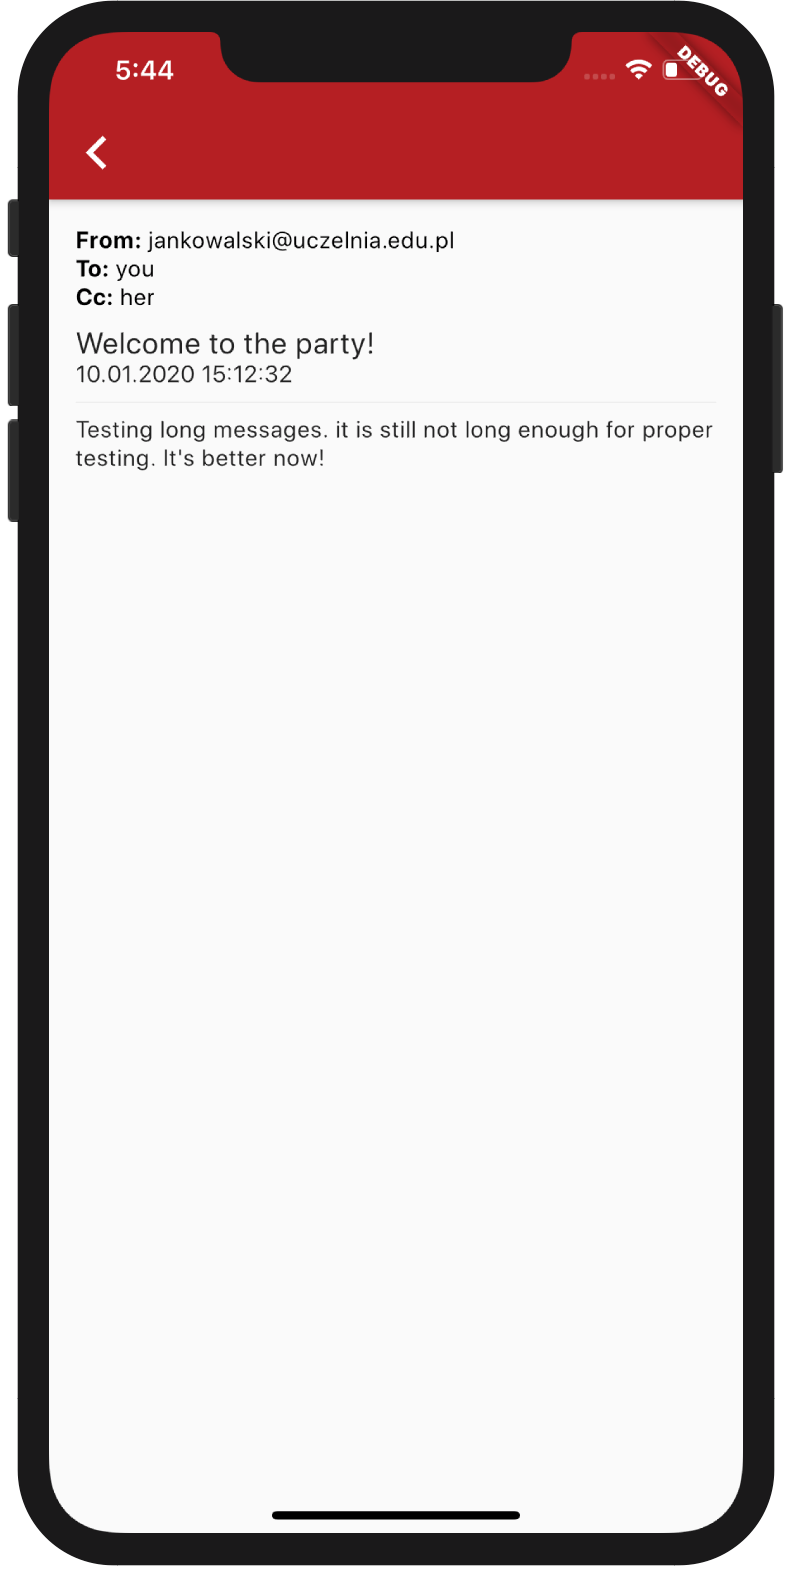 5:44
DEBUG
From: jankowalski@uczelnia.edu.pl
To: you
Cc: her
Welcome to the party!
10.01.2020 15:12:32
Testing long messages. it is still not long enough for proper
testing. It's better now!